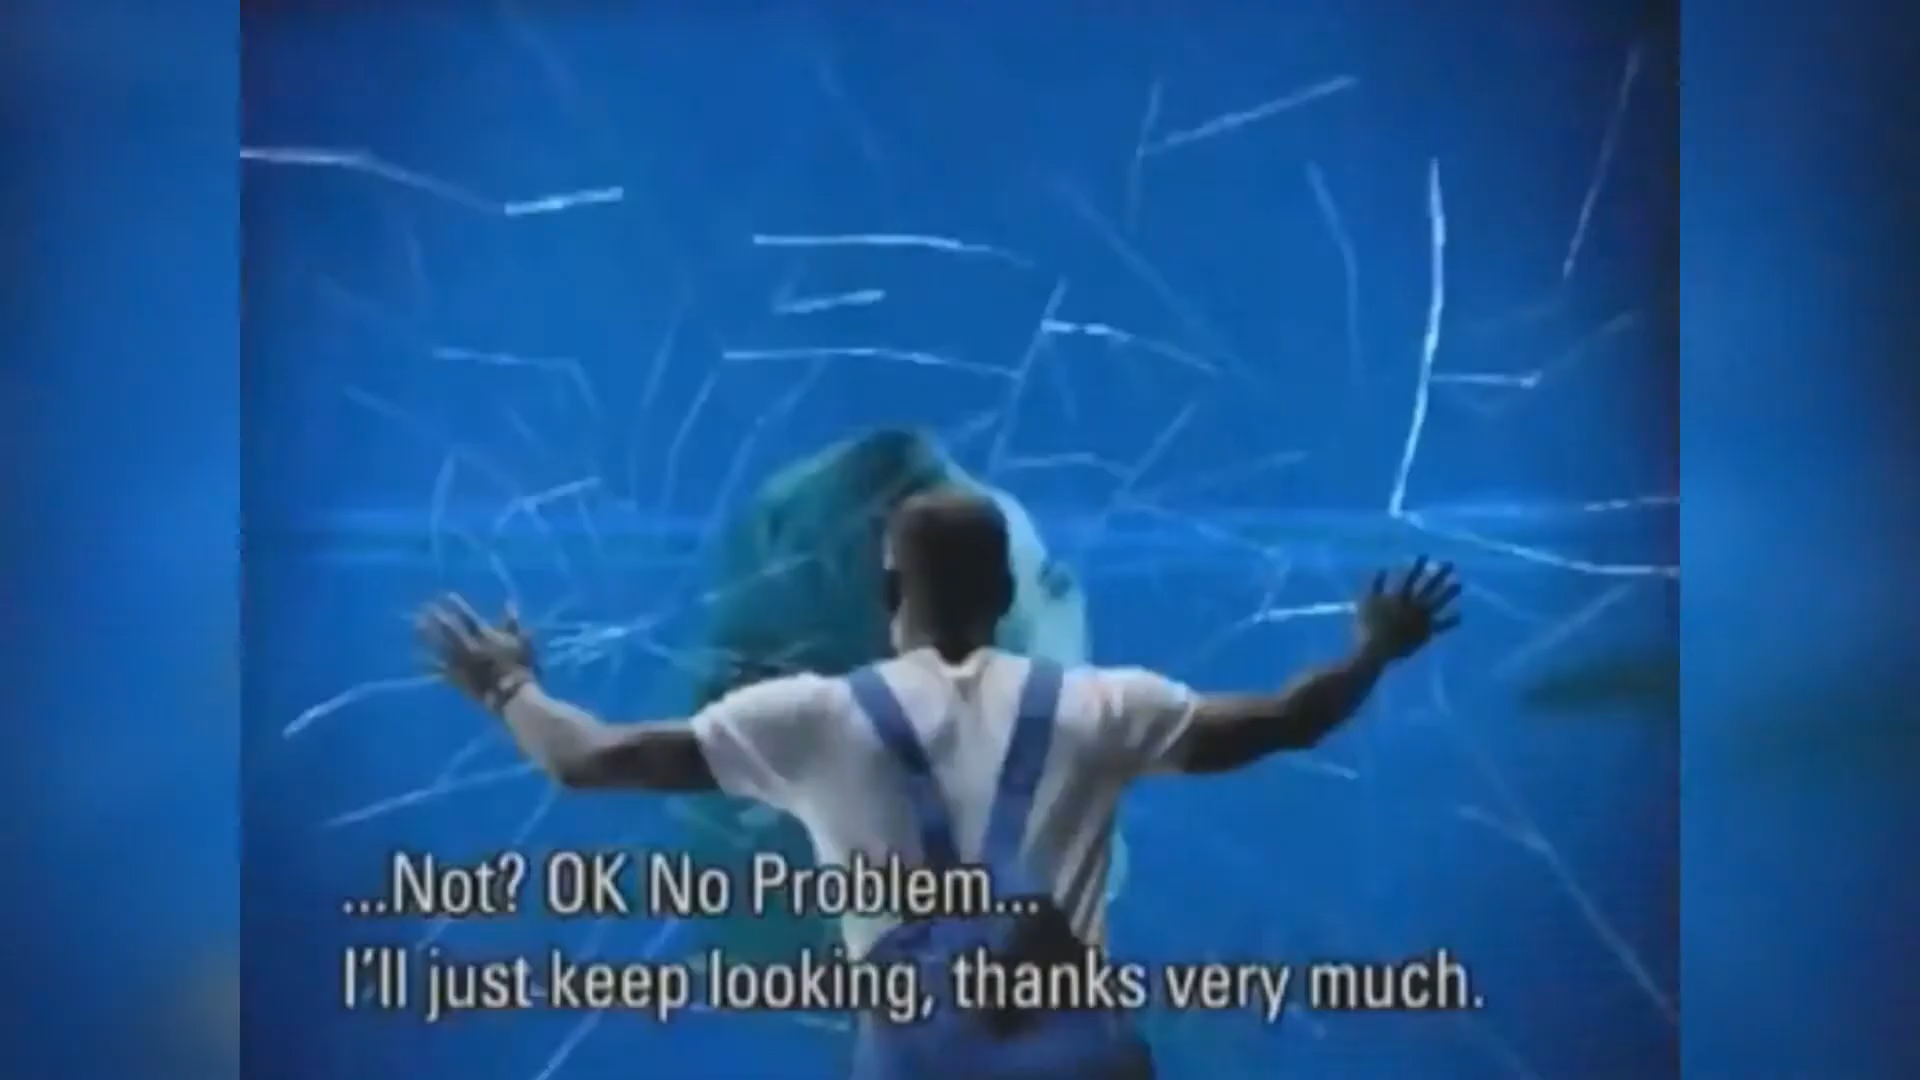 ...Not? OK No Problem...
I'll just keep looking, thanks very much.